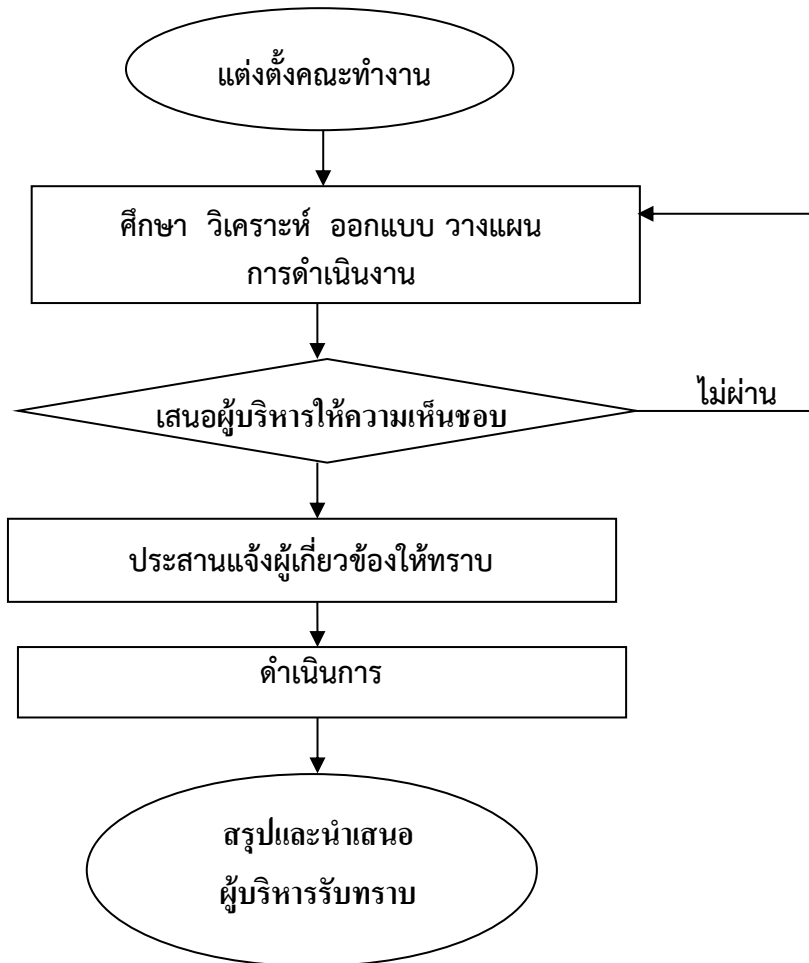 แต่งตั้งคณะทำงาน
ศึกษา วิเคราะห์ ออกแบบ วางแผน
การดำเนินงาน
เสนอผู้บริหารให้ความเห็นชอบ
ไม่ผ่าน
ประสานแจ้งผู้เกี่ยวข้องให้ทราบ
ดำเนินการ
สรุปและนำเสนอ
ผู้บริหารรับทราบ